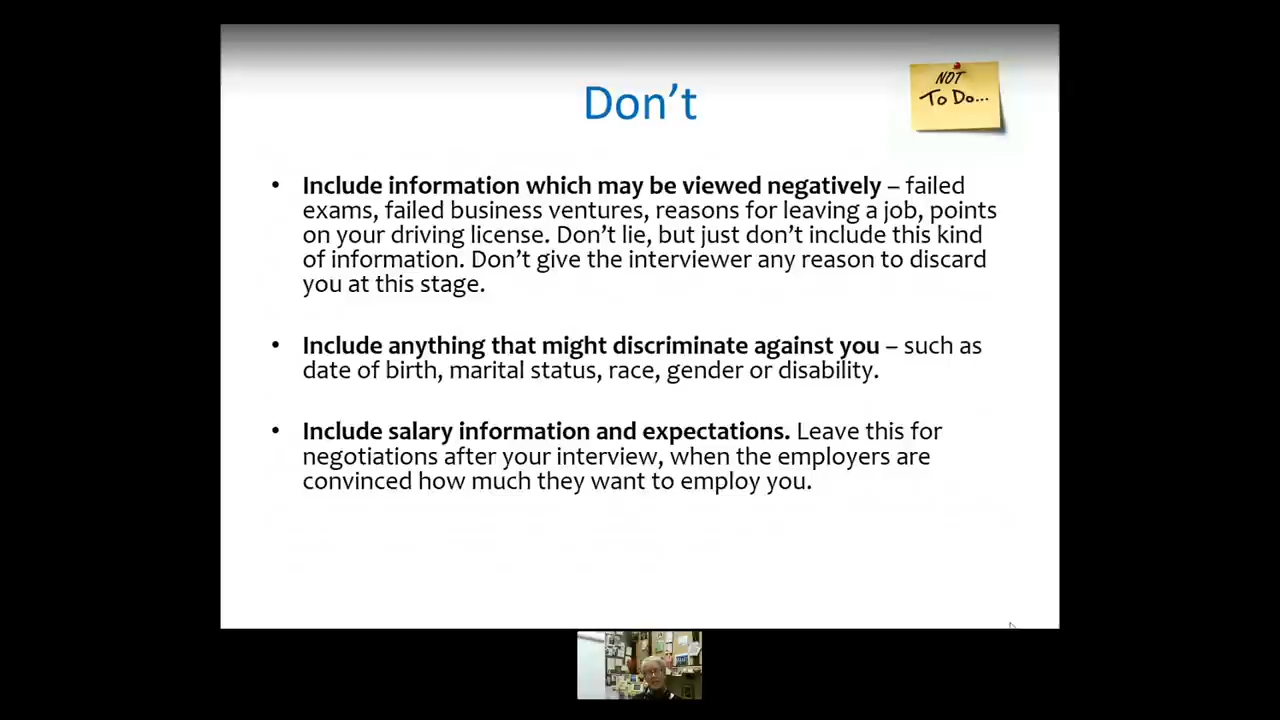 Don't
NOT
To Do...
• Include information which may be viewed negatively – failed
exams, failed business ventures, reasons for leaving a job, points
on your driving license. Don't lie, but just don't include this kind
of information. Don't give the interviewer any reason to discard
you at this stage.
• Include anything that might discriminate against you – such as
date of birth, marital status, race, gender or disability.
• Include salary information and expectations. Leave this for
negotiations after your interview, when the employers are
convinced how much they want to employ you.